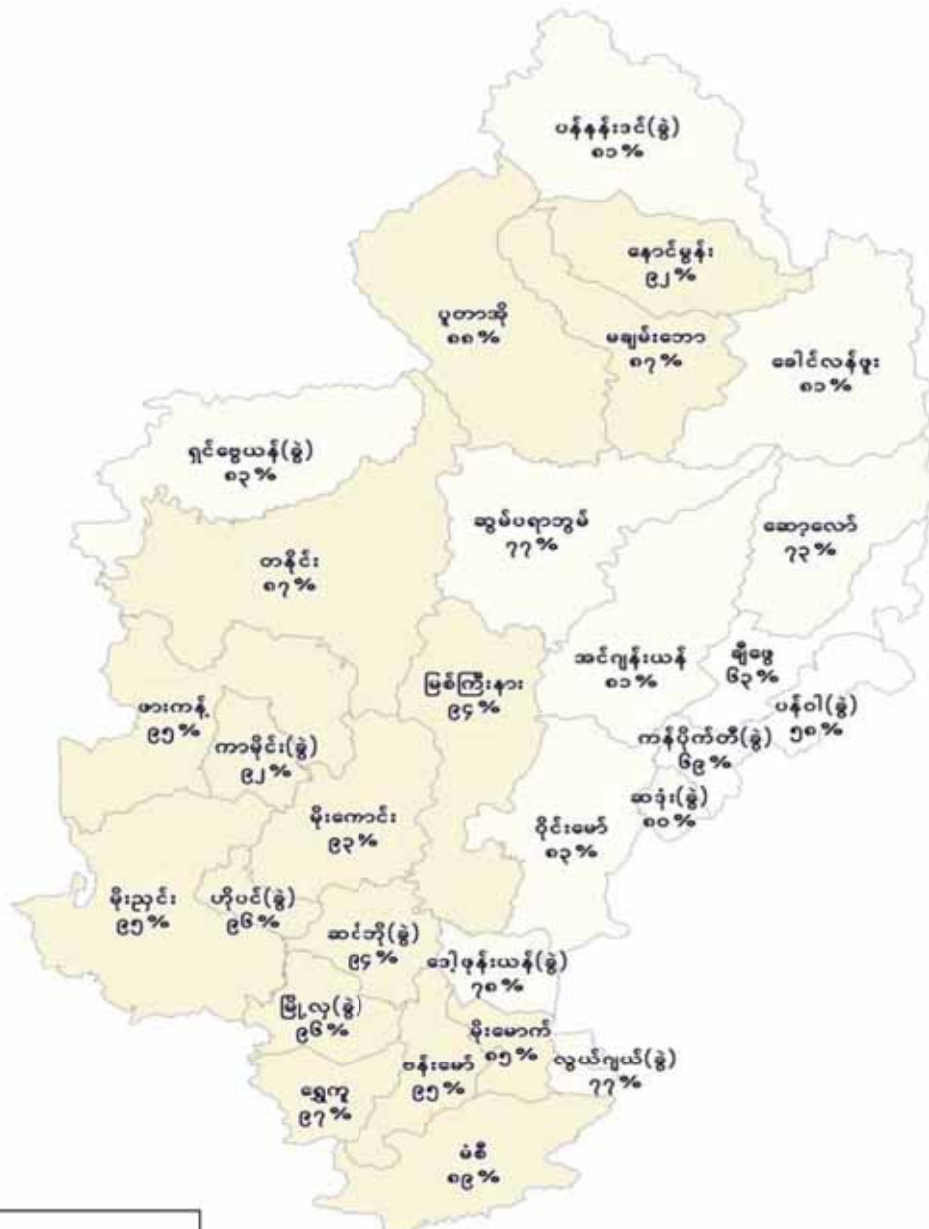 ပန်နန်းဒင်(ခွဲ)
၈၁%
နောင်မွန်း
၉၂%
ပူတာအို
၈၈%
မချမ်းဘော
၈၇%
ခေါင်လန်ဖူး
၈၁%
ရှင်ဗွေယန်(ခွဲ)
၈၃%
ဆွမ်ပရာဘွမ်
၇၇%
ဆော့လော်
၇၃%
တနိုင်း
၈၇%
အင်ဂျန်းယန်
၈၁%
ချီဖွေ
၆၃%
မြစ်ကြီးနား
၉၄%
ပန်ဝါ(ခွဲ)
၅၈%
ဖားကန့်
၉၅%
ကာမိုင်း(ခွဲ)
၉၂%
ကန်ပိုက်တီ(ခွဲ)
၆၉%
ဆဒုံး(ခွဲ)
၈၀%
မိုးကောင်း
၉၃%
ဝိုင်းမော်
၈၃%
မိုးညှင်း
၉၅%
ဟိုပင်(ခွဲ)
၉၆%
ဆင်ဘို(ခွဲ)
၉၄%
ဒေါ့ဖုန်းယန်(ခွဲ)
၇၈%
မြို့လှ(ခွဲ)
၉၆%
မိုးမောက်
၈၅%
ဗန်းမော်
၉၅%
လွယ်ဂျယ်(ခွဲ)
၇၇%
ရွှေကူ
၉၇%
မံစီ
၈၉%